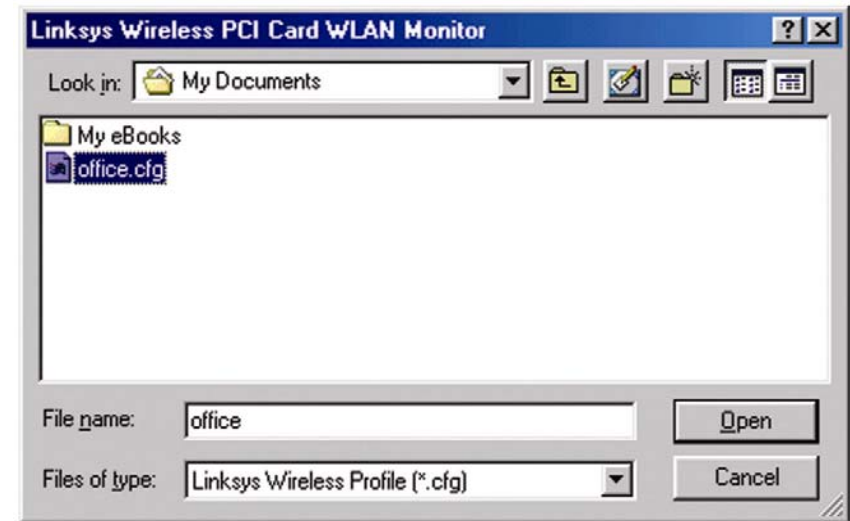 Linksys Wireless PCI Card WLAN Monitor
Look in: My Documents
My eBooks
office.cfg
File name: office Open
Files of type: Linksys Wireless Profile (*.cfg) Cancel